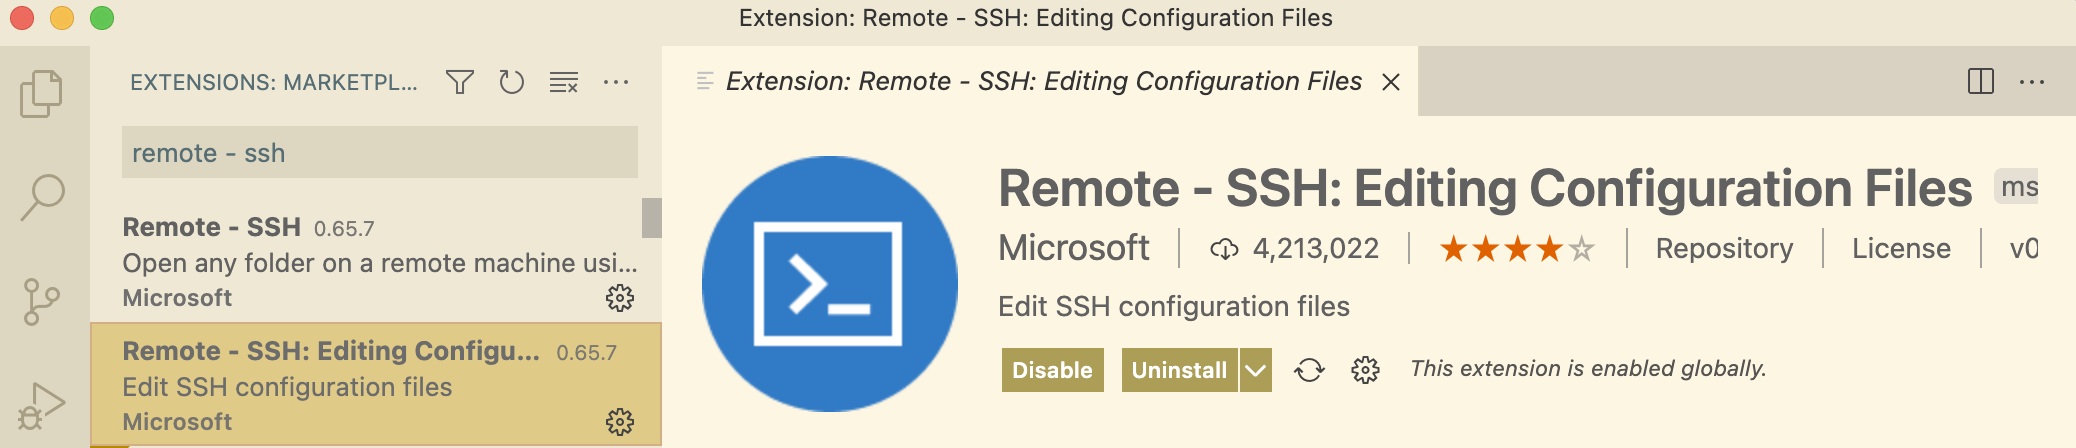 Extension: Remote - SSH: Editing Configuration Files
EXTENSIONS: MARKETPL...
remote - ssh
Remote - SSH 0.65.7
Open any folder on a remote machine usi...
Microsoft
Remote - SSH: Editing Configu... 0.65.7
Edit SSH configuration files
Microsoft
Extension: Remote - SSH: Editing Configuration Files
Remote - SSH: Editing Configuration Files ms
Microsoft 4,213,022 Repository License v0
Edit SSH configuration files
Disable Uninstall This extension is enabled globally.